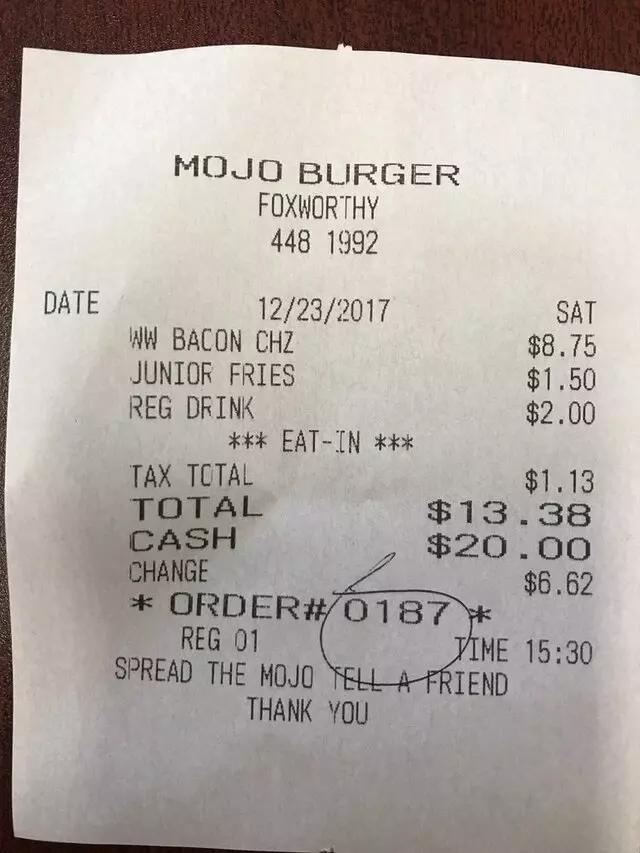 MOJO BURGER
FOXWORTHY
448 1992
DATE 12/23/2017 SAT
WW BACON CHZ $8.75
JUNIOR FRIES $1.50
REG DRINK $2.00
*** EAT-IN ***
TAX TOTAL $1.13
TOTAL $13.38
CASH $20.00
CHANGE $6.62
* ORDER# 0187 *
REG 01 TIME 15:30
SPREAD THE MOJO TELL A FRIEND
THANK YOU